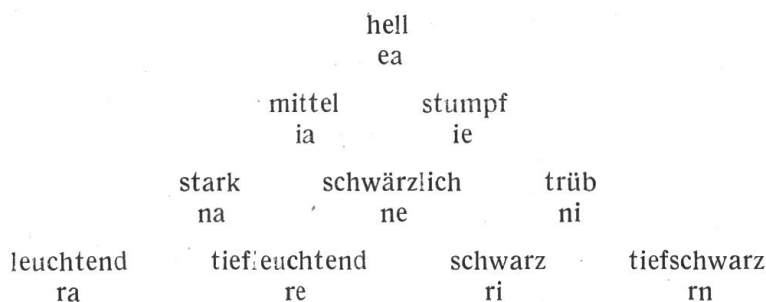 hell
ea
mittel stumpf
ia ie
stark schwärzlich trüb
na ne ni
leuchtend tiefleuchtend schwarz tiefschwarz
ra re ri rn